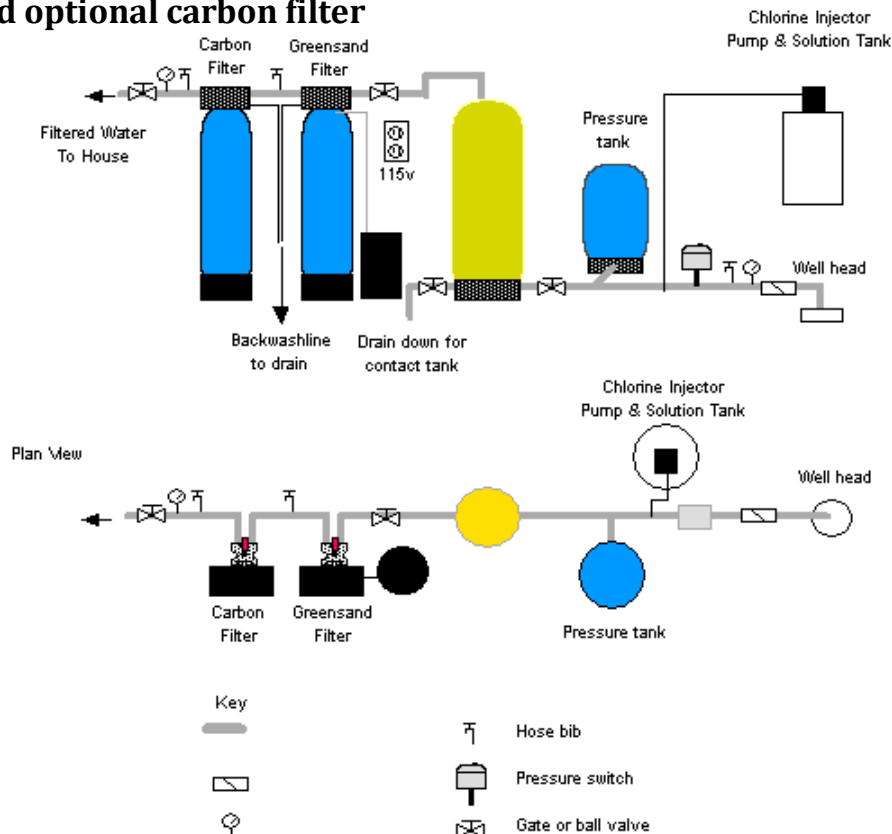 d optional carbon filter
Chlorine Injector
Pump & Solution Tank
Carbon
Filter
Greensand
Filter
Pressure
tank
Filtered Water
To House
115v
Well head
Backwashline
to drain
Drain down for
contact tank
Chlorine Injector
Pump & Solution Tank
Plan View
Well head
Carbon
Filter
Greensand
Filter
Pressure tank
Key
Hose bib
Pressure switch
Gate or ball valve